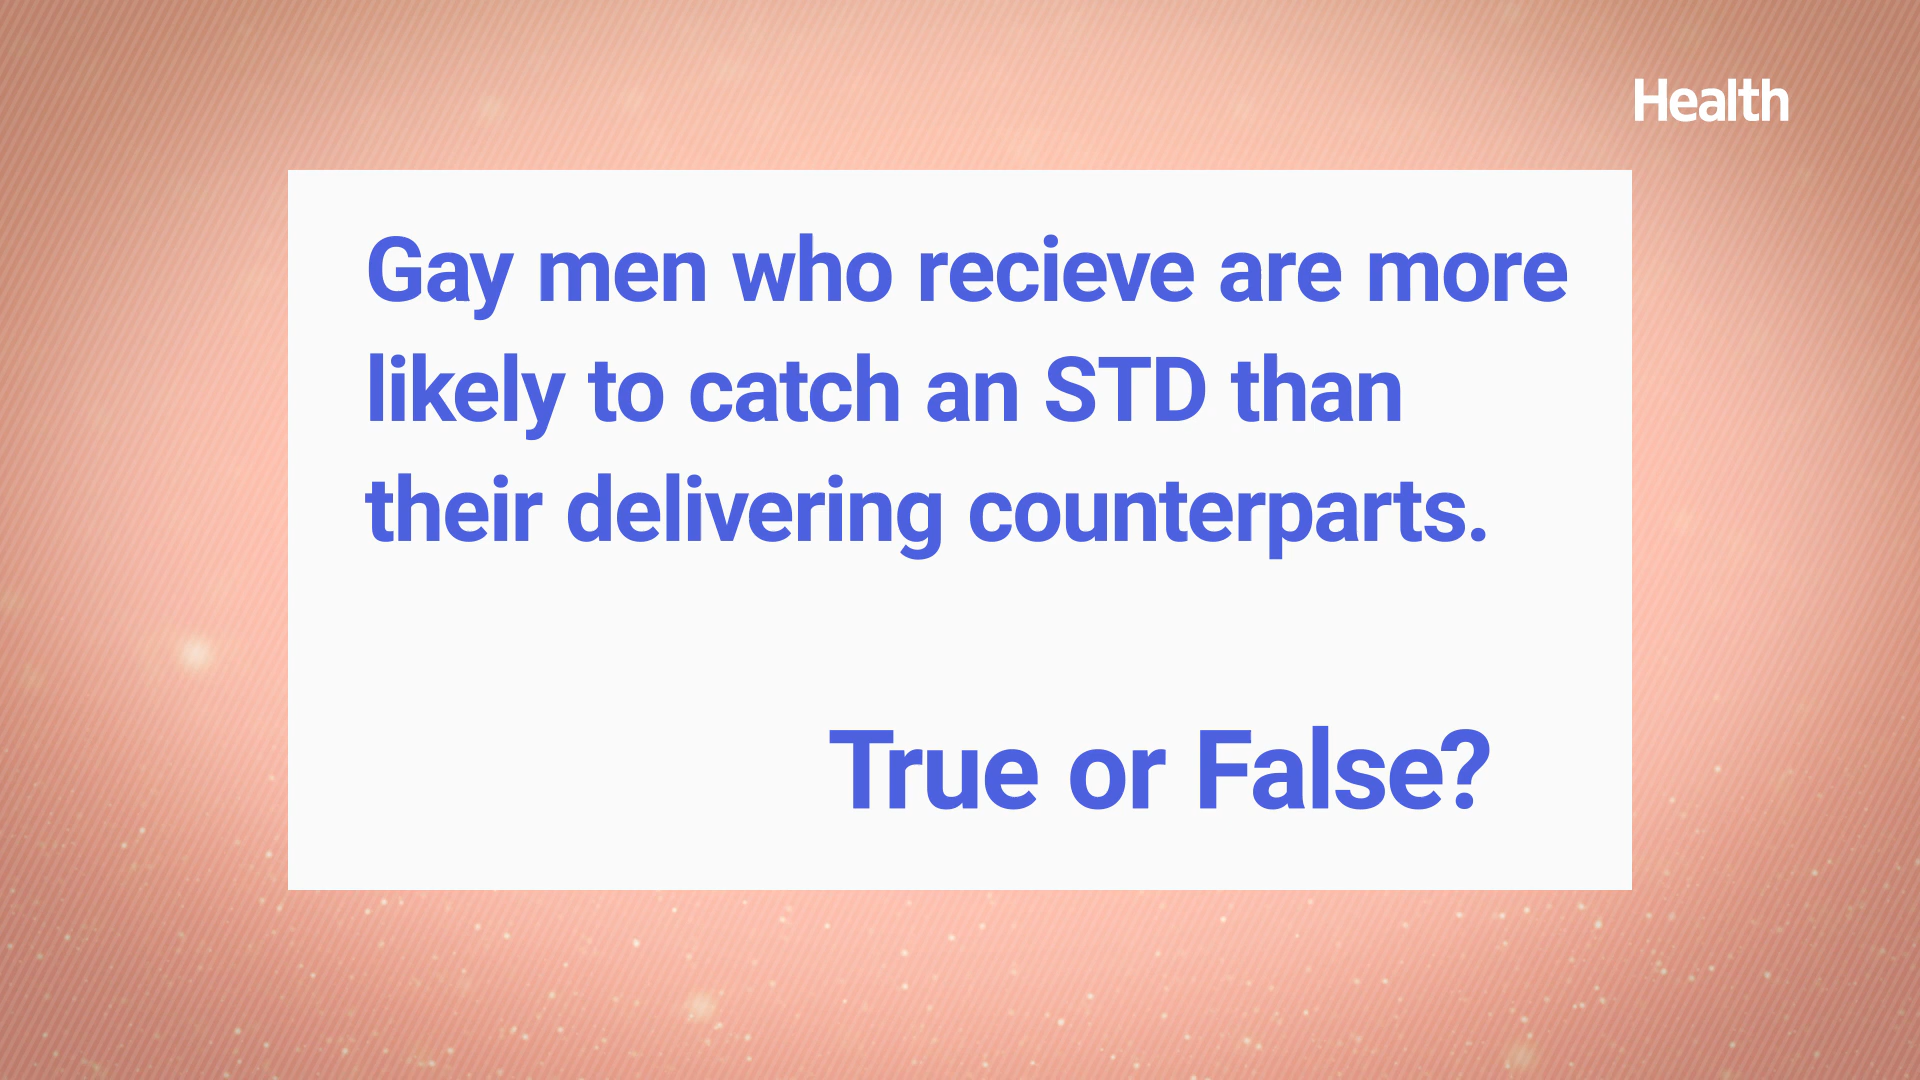 Health
Gay men who recieve are more
likely to catch an STD than
their delivering counterparts.
True or False?